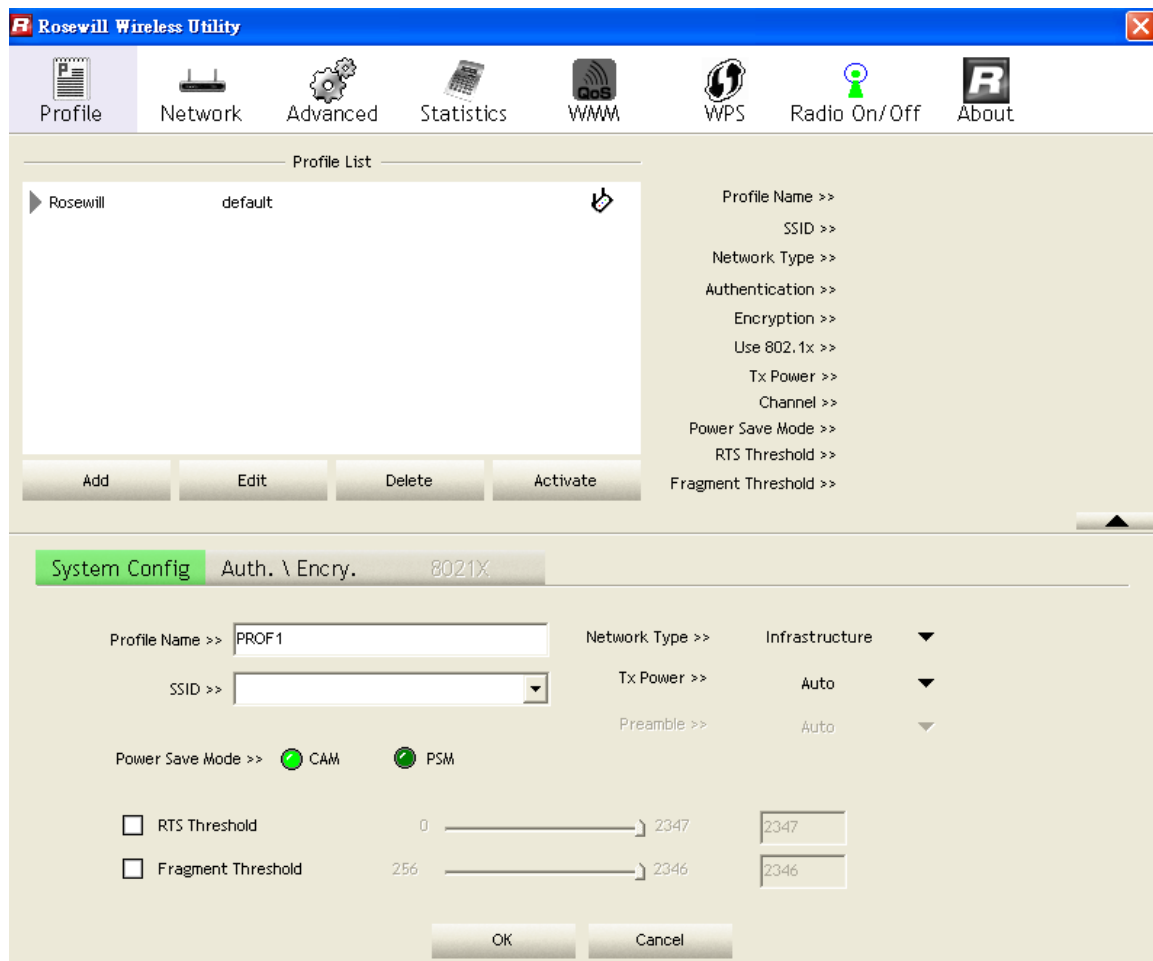 R Rosewill Wireless Utility
Profile Network Advanced Statistics QoS WMM WPS Radio On/Off R About
Profile List
Rosewill default
Profile Name >>
SSID >>
Network Type >>
Authentication >>
Encryption >>
Use 802.1x >>
Tx Power >>
Channel >>
Power Save Mode >>
RTS Threshold >>
Fragment Threshold >>
Add Edit Delete Activate
System Config Auth. \ Encry. 8021X
Profile Name >> PROF1 Network Type >> Infrastructure
SSID >> Tx Power >> Auto
Preamble >> Auto
Power Save Mode >> CAM PSM
RTS Threshold 0 2347 2347
Fragment Threshold 256 2346 2346
OK Cancel